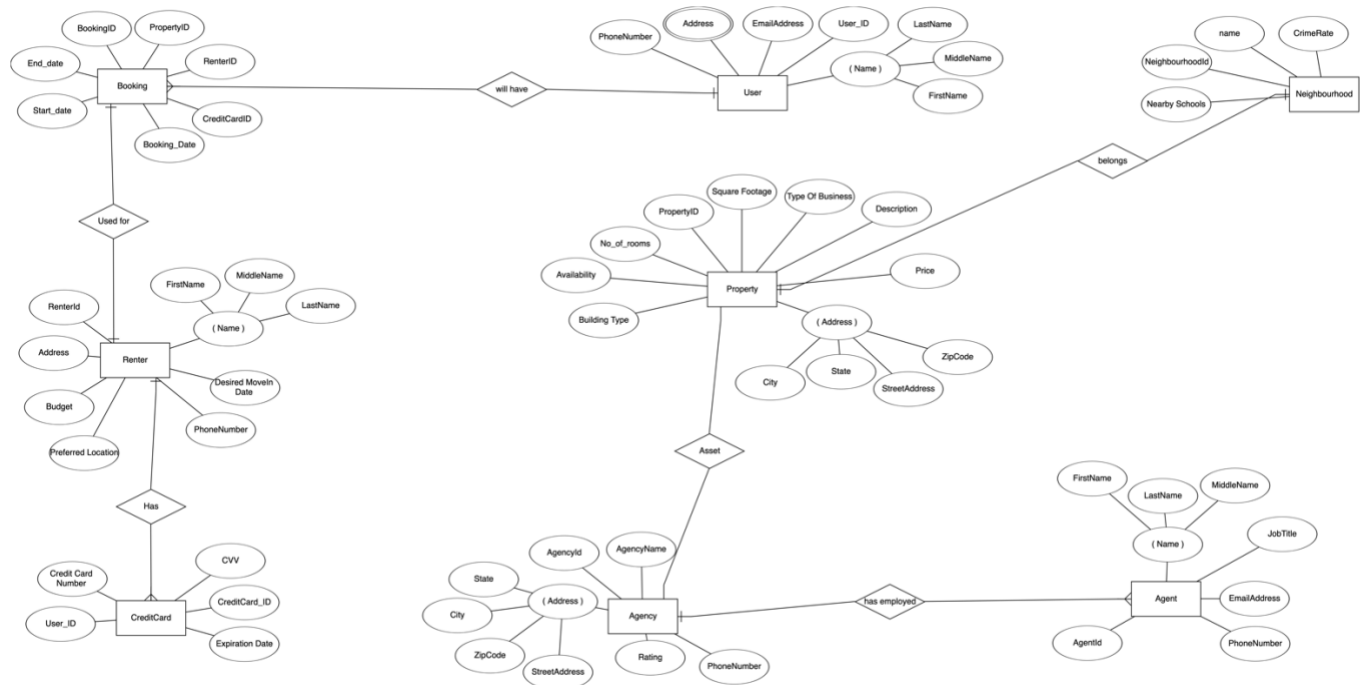 BookingID
PropertyID
End_date
RenterID
Booking
Start_date
CreditCardID
Booking_Date
will have
Address
EmailAddress
User_ID
LastName
PhoneNumber
( Name )
MiddleName
User
FirstName
name
CrimeRate
NeighbourhoodId
Nearby Schools
Neighbourhood
belongs
Used for
Square Footage
Type Of Business
PropertyID
Description
No_of_rooms
Availability
Property
Price
Building Type
( Address )
ZipCode
City
State
StreetAddress
FirstName
MiddleName
LastName
RenterId
( Name )
Address
Renter
Desired MoveIn
Date
Budget
PhoneNumber
Preferred Location
Asset
Has
Credit Card
Number
CVV
CreditCard_ID
User_ID
CreditCard
Expiration Date
AgencyId
AgencyName
State
( Address )
City
Agency
ZipCode
StreetAddress
Rating
PhoneNumber
has employed
FirstName
LastName
MiddleName
( Name )
JobTitle
Agent
EmailAddress
AgentId
PhoneNumber